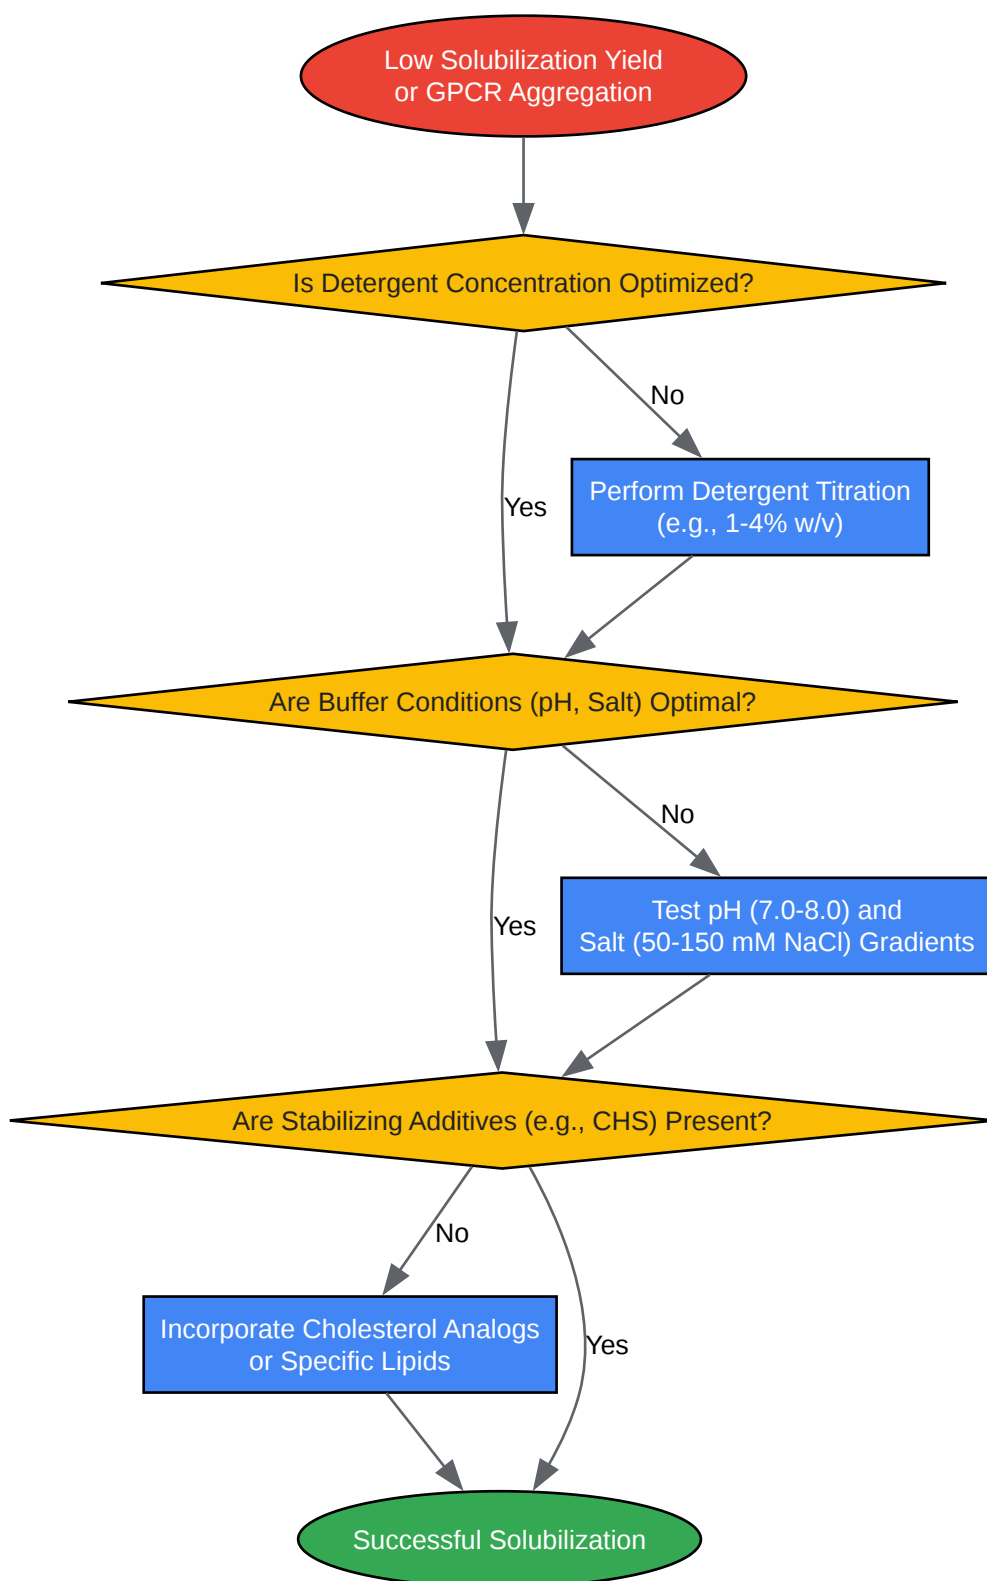 Low Solubilization Yield
or GPCR Aggregation
Is Detergent Concentration Optimized?
No
Perform Detergent Titration
(e.g., 1-4% w/v)
Yes
Are Buffer Conditions (pH, Salt) Optimal?
No
Test pH (7.0-8.0) and
Salt (50-150 mM NaCl) Gradients
Yes
Are Stabilizing Additives (e.g., CHS) Present?
No
Incorporate Cholesterol Analogs
or Specific Lipids
Yes
Successful Solubilization